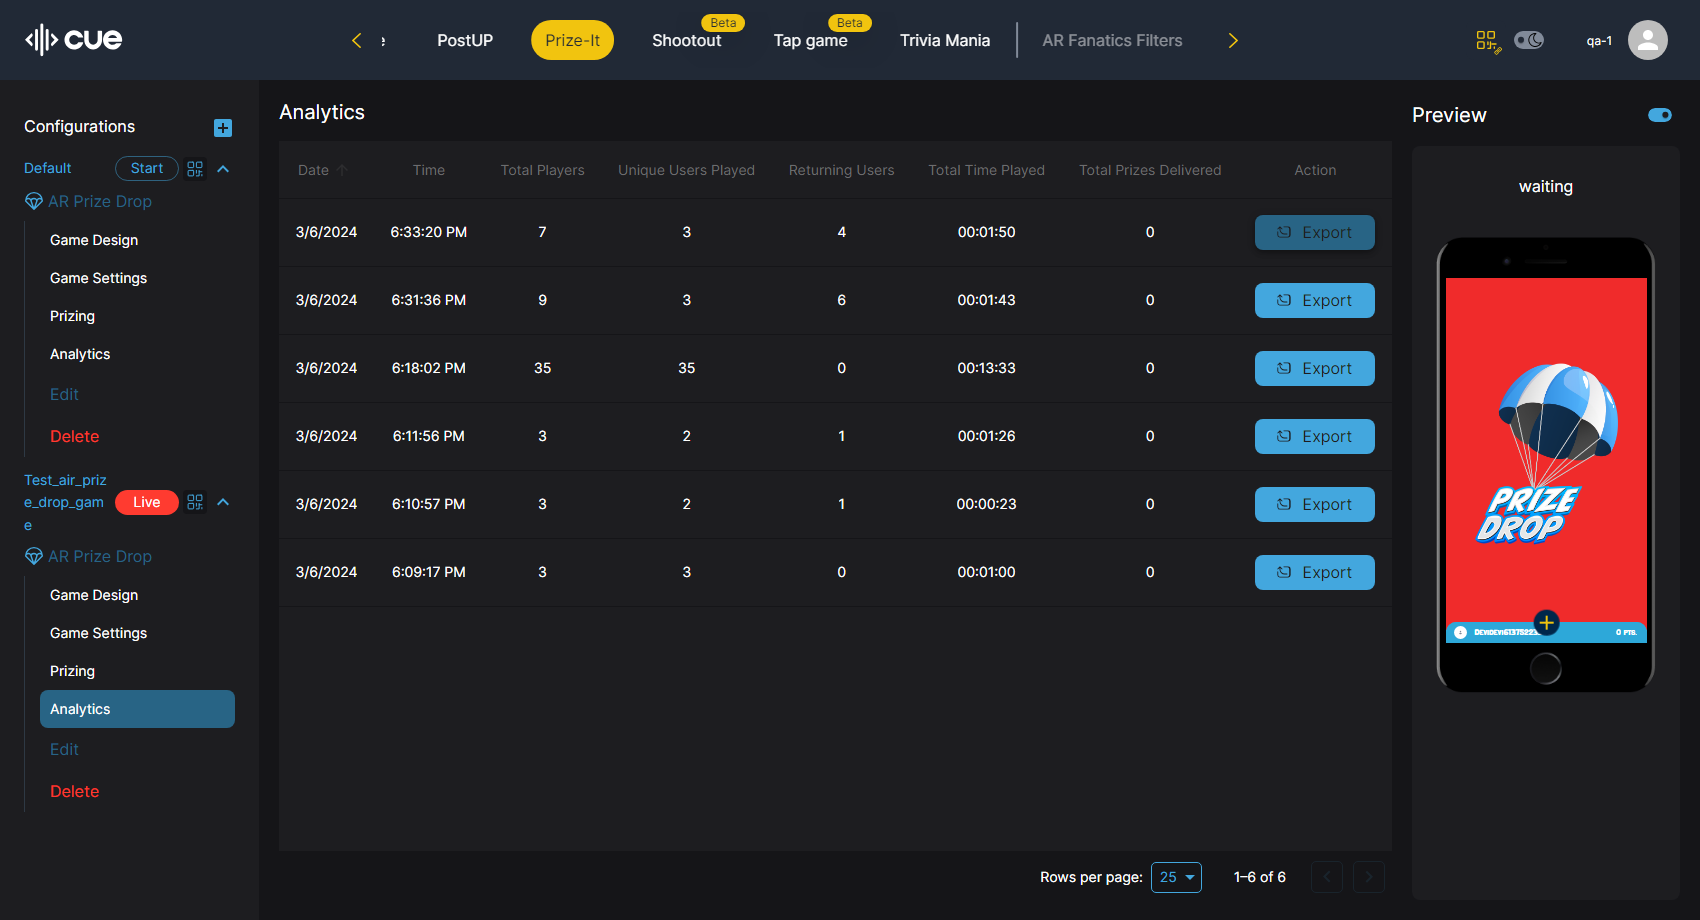 cue
e
PostUP
Prize-It
Beta
Shootout
Beta
Tap game
Trivia Mania
AR Fanatics Filters
qa-1
Configurations
Default
Start
AR Prize Drop
Game Design
Game Settings
Prizing
Analytics
Edit
Delete
Test_air_priz
e_drop_gam
e
Live
AR Prize Drop
Game Design
Game Settings
Prizing
Analytics
Edit
Delete
Analytics
Date Time Total Players Unique Users Played Returning Users Total Time Played Total Prizes Delivered Action
3/6/2024 6:33:20 PM 7 3 4 00:01:50 0 Export
3/6/2024 6:31:36 PM 9 3 6 00:01:43 0 Export
3/6/2024 6:18:02 PM 35 35 0 00:13:33 0 Export
3/6/2024 6:11:56 PM 3 2 1 00:01:26 0 Export
3/6/2024 6:10:57 PM 3 2 1 00:00:23 0 Export
3/6/2024 6:09:17 PM 3 3 0 00:01:00 0 Export
Rows per page: 25 1–6 of 6
Preview
waiting
PRIZE
DROP
0 PTS.